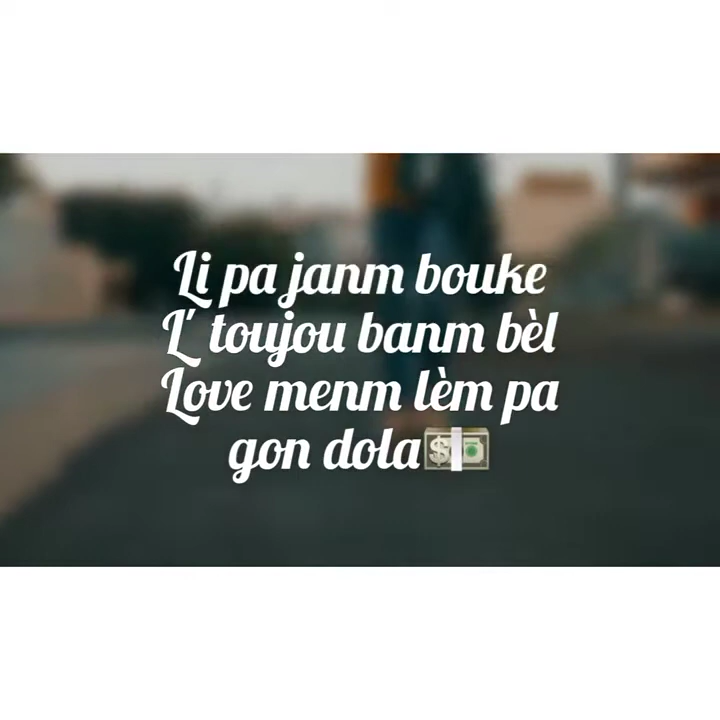 Li pa janm bouke
L' toujou banm bèl
Love menm lèm pa
gon dola💵